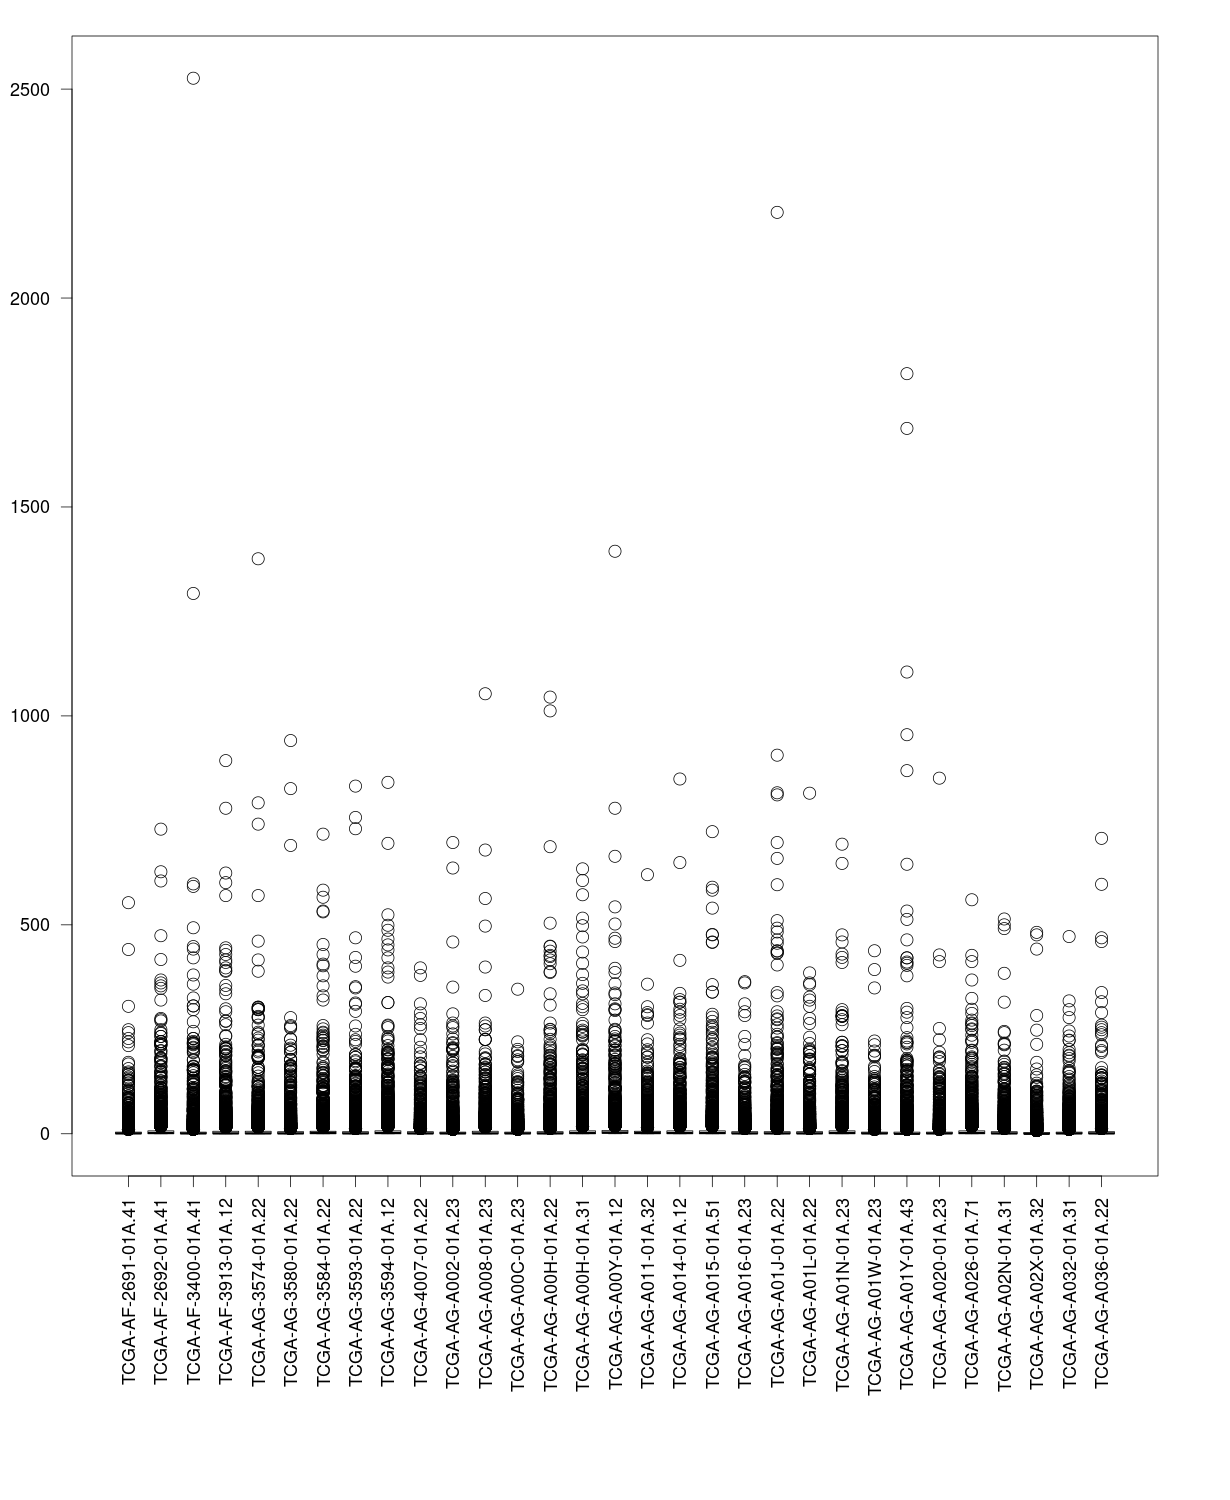 2500
2000
1500
1000
500
0
TCGA-AF-2691-01A.41
TCGA-AF-2692-01A.41
TCGA-AF-3400-01A.41
TCGA-AF-3913-01A.12
TCGA-AG-3574-01A.22
TCGA-AG-3580-01A.22
TCGA-AG-3584-01A.22
TCGA-AG-3593-01A.22
TCGA-AG-3594-01A.12
TCGA-AG-4007-01A.22
TCGA-AG-A002-01A.23
TCGA-AG-A008-01A.23
TCGA-AG-A00C-01A.23
TCGA-AG-A00H-01A.22
TCGA-AG-A00H-01A.31
TCGA-AG-A00Y-01A.12
TCGA-AG-A011-01A.32
TCGA-AG-A014-01A.12
TCGA-AG-A015-01A.51
TCGA-AG-A016-01A.23
TCGA-AG-A01J-01A.22
TCGA-AG-A01L-01A.22
TCGA-AG-A01N-01A.23
TCGA-AG-A01W-01A.23
TCGA-AG-A01Y-01A.43
TCGA-AG-A020-01A.23
TCGA-AG-A026-01A.71
TCGA-AG-A02N-01A.31
TCGA-AG-A02X-01A.32
TCGA-AG-A032-01A.31
TCGA-AG-A036-01A.22